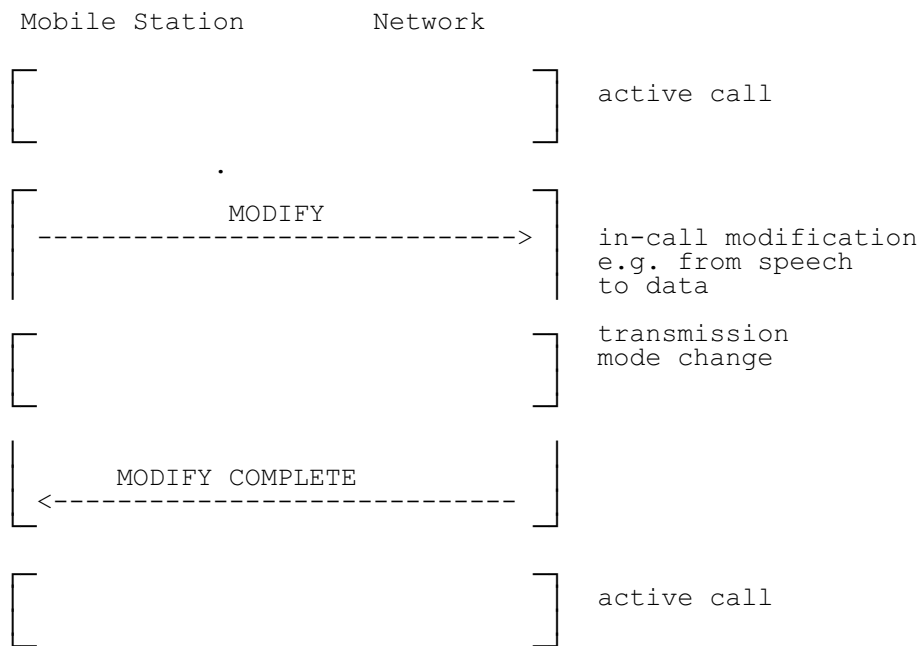 Mobile Station Network
active call
.
MODIFY
------------------------------> in-call modification
e.g. from speech
to data
transmission
mode change
MODIFY COMPLETE
<-----------------------------
active call